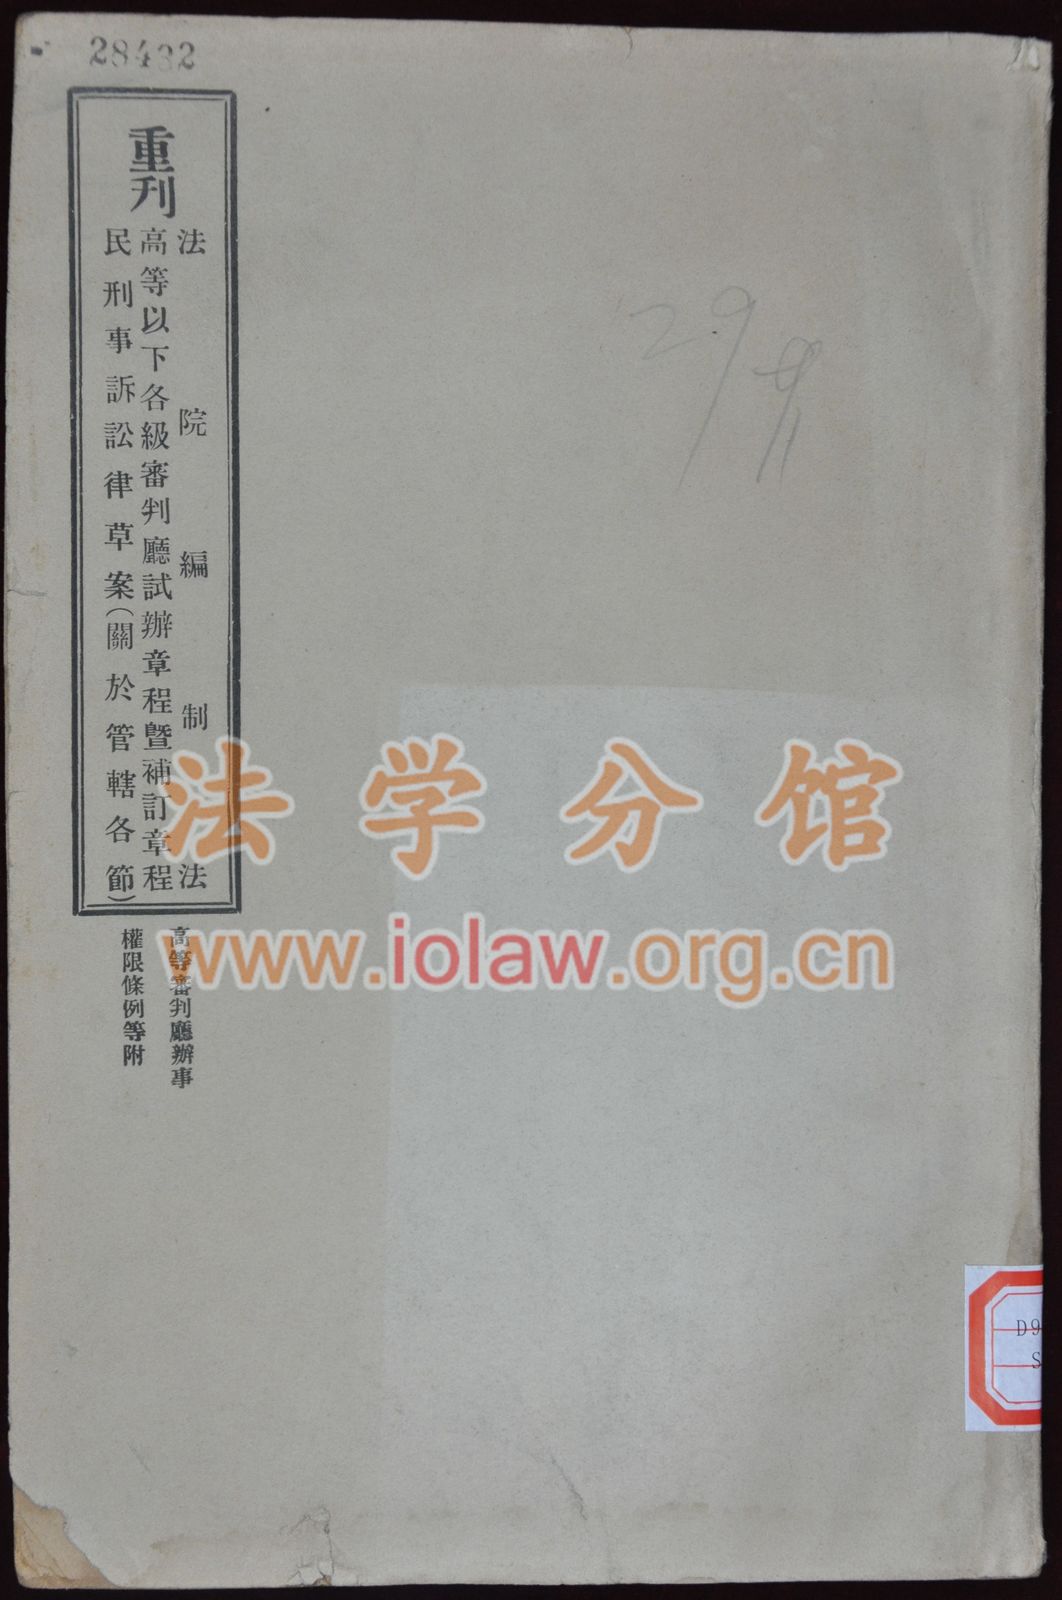 28432
重刊
法院編制法
高等以下各級審判廳試辦章程暨補訂章程
民刑事訴訟律草案(關於管轄各節)
高等審判廳辦事
權限條例等附
29
法学分馆
www.iolaw.org.cn
D9
S